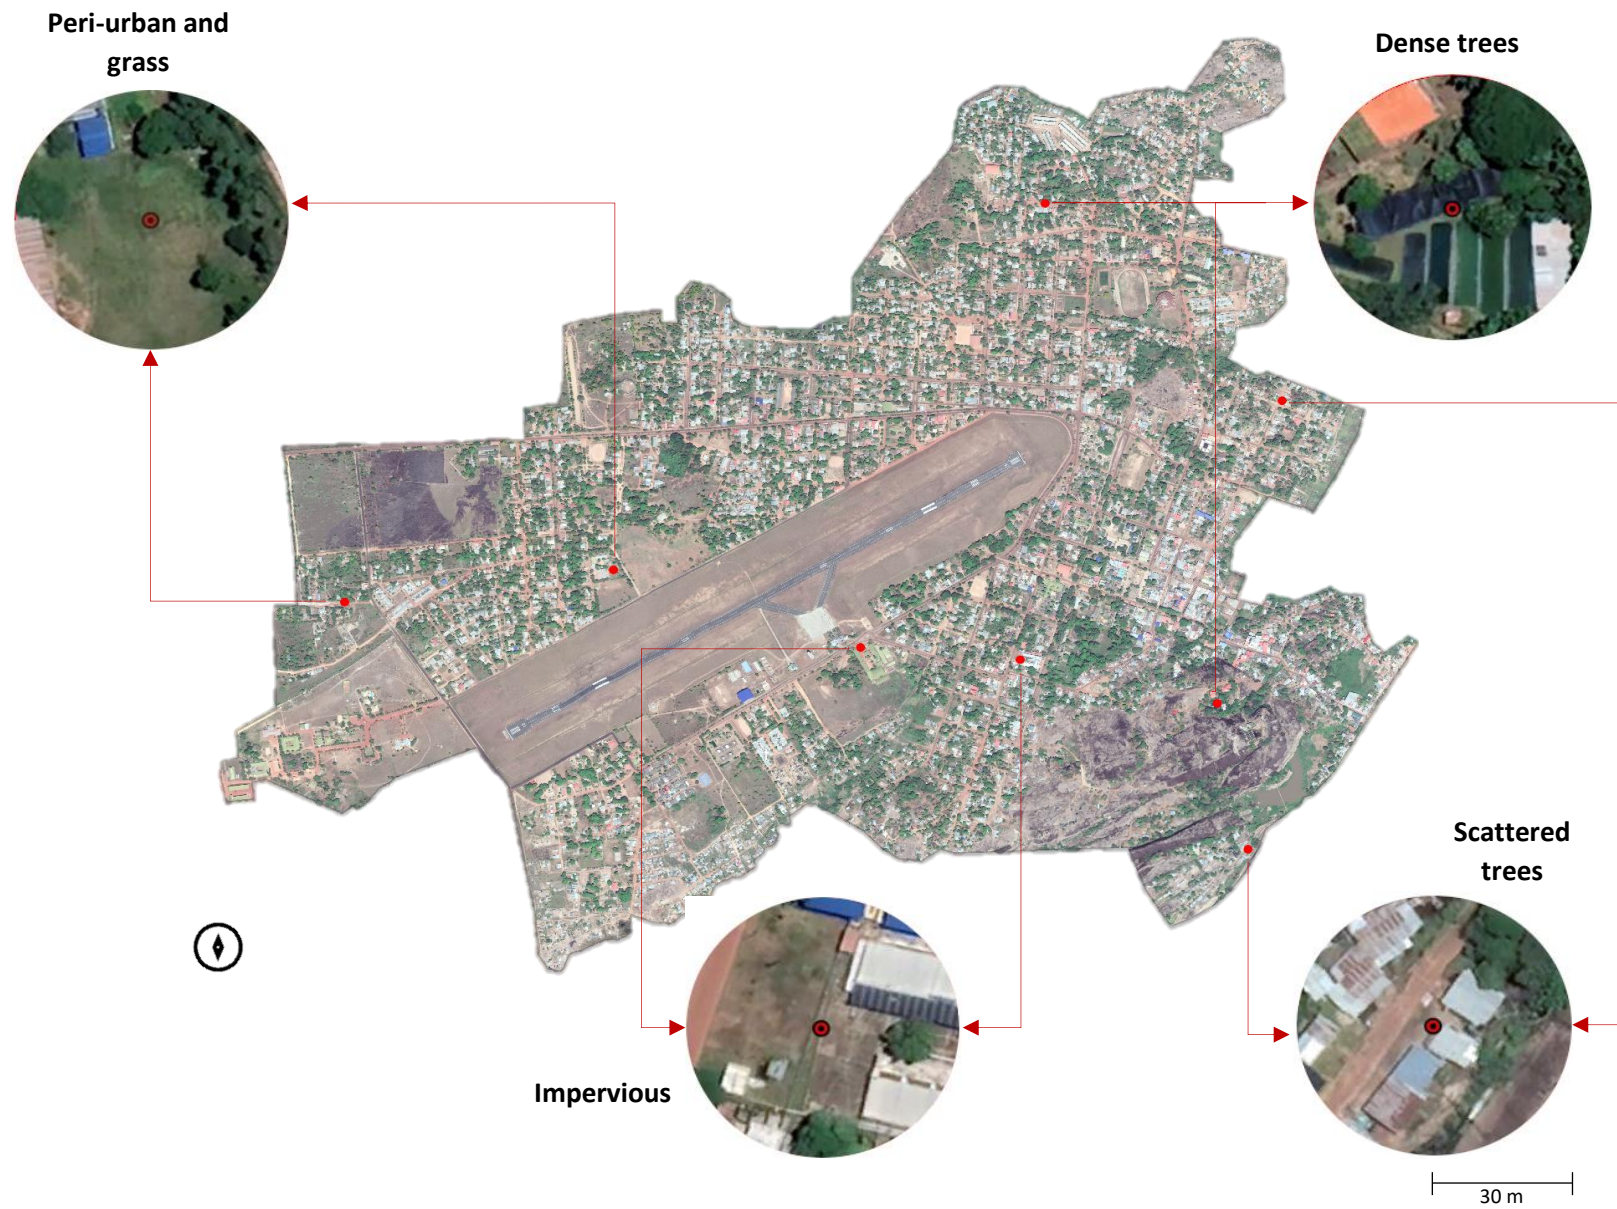 Peri-urban and
grass
Dense trees
Scattered
trees
Impervious
30 m